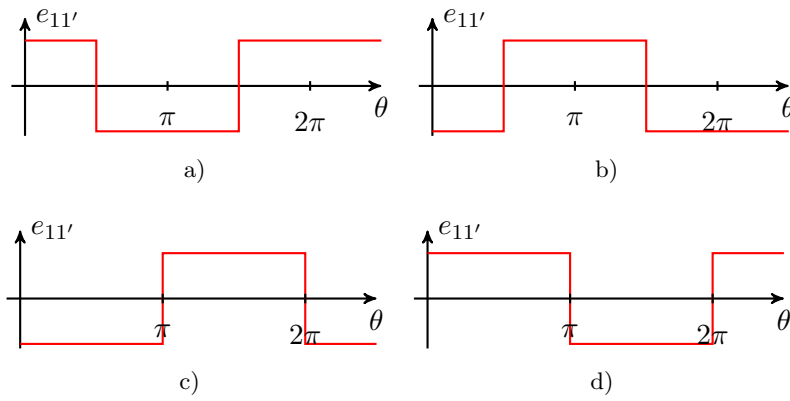 e₁₁′ e₁₁′
π 2π θ π 2π θ
a) b)
e₁₁′ e₁₁′
π 2π θ π 2π θ
c) d)